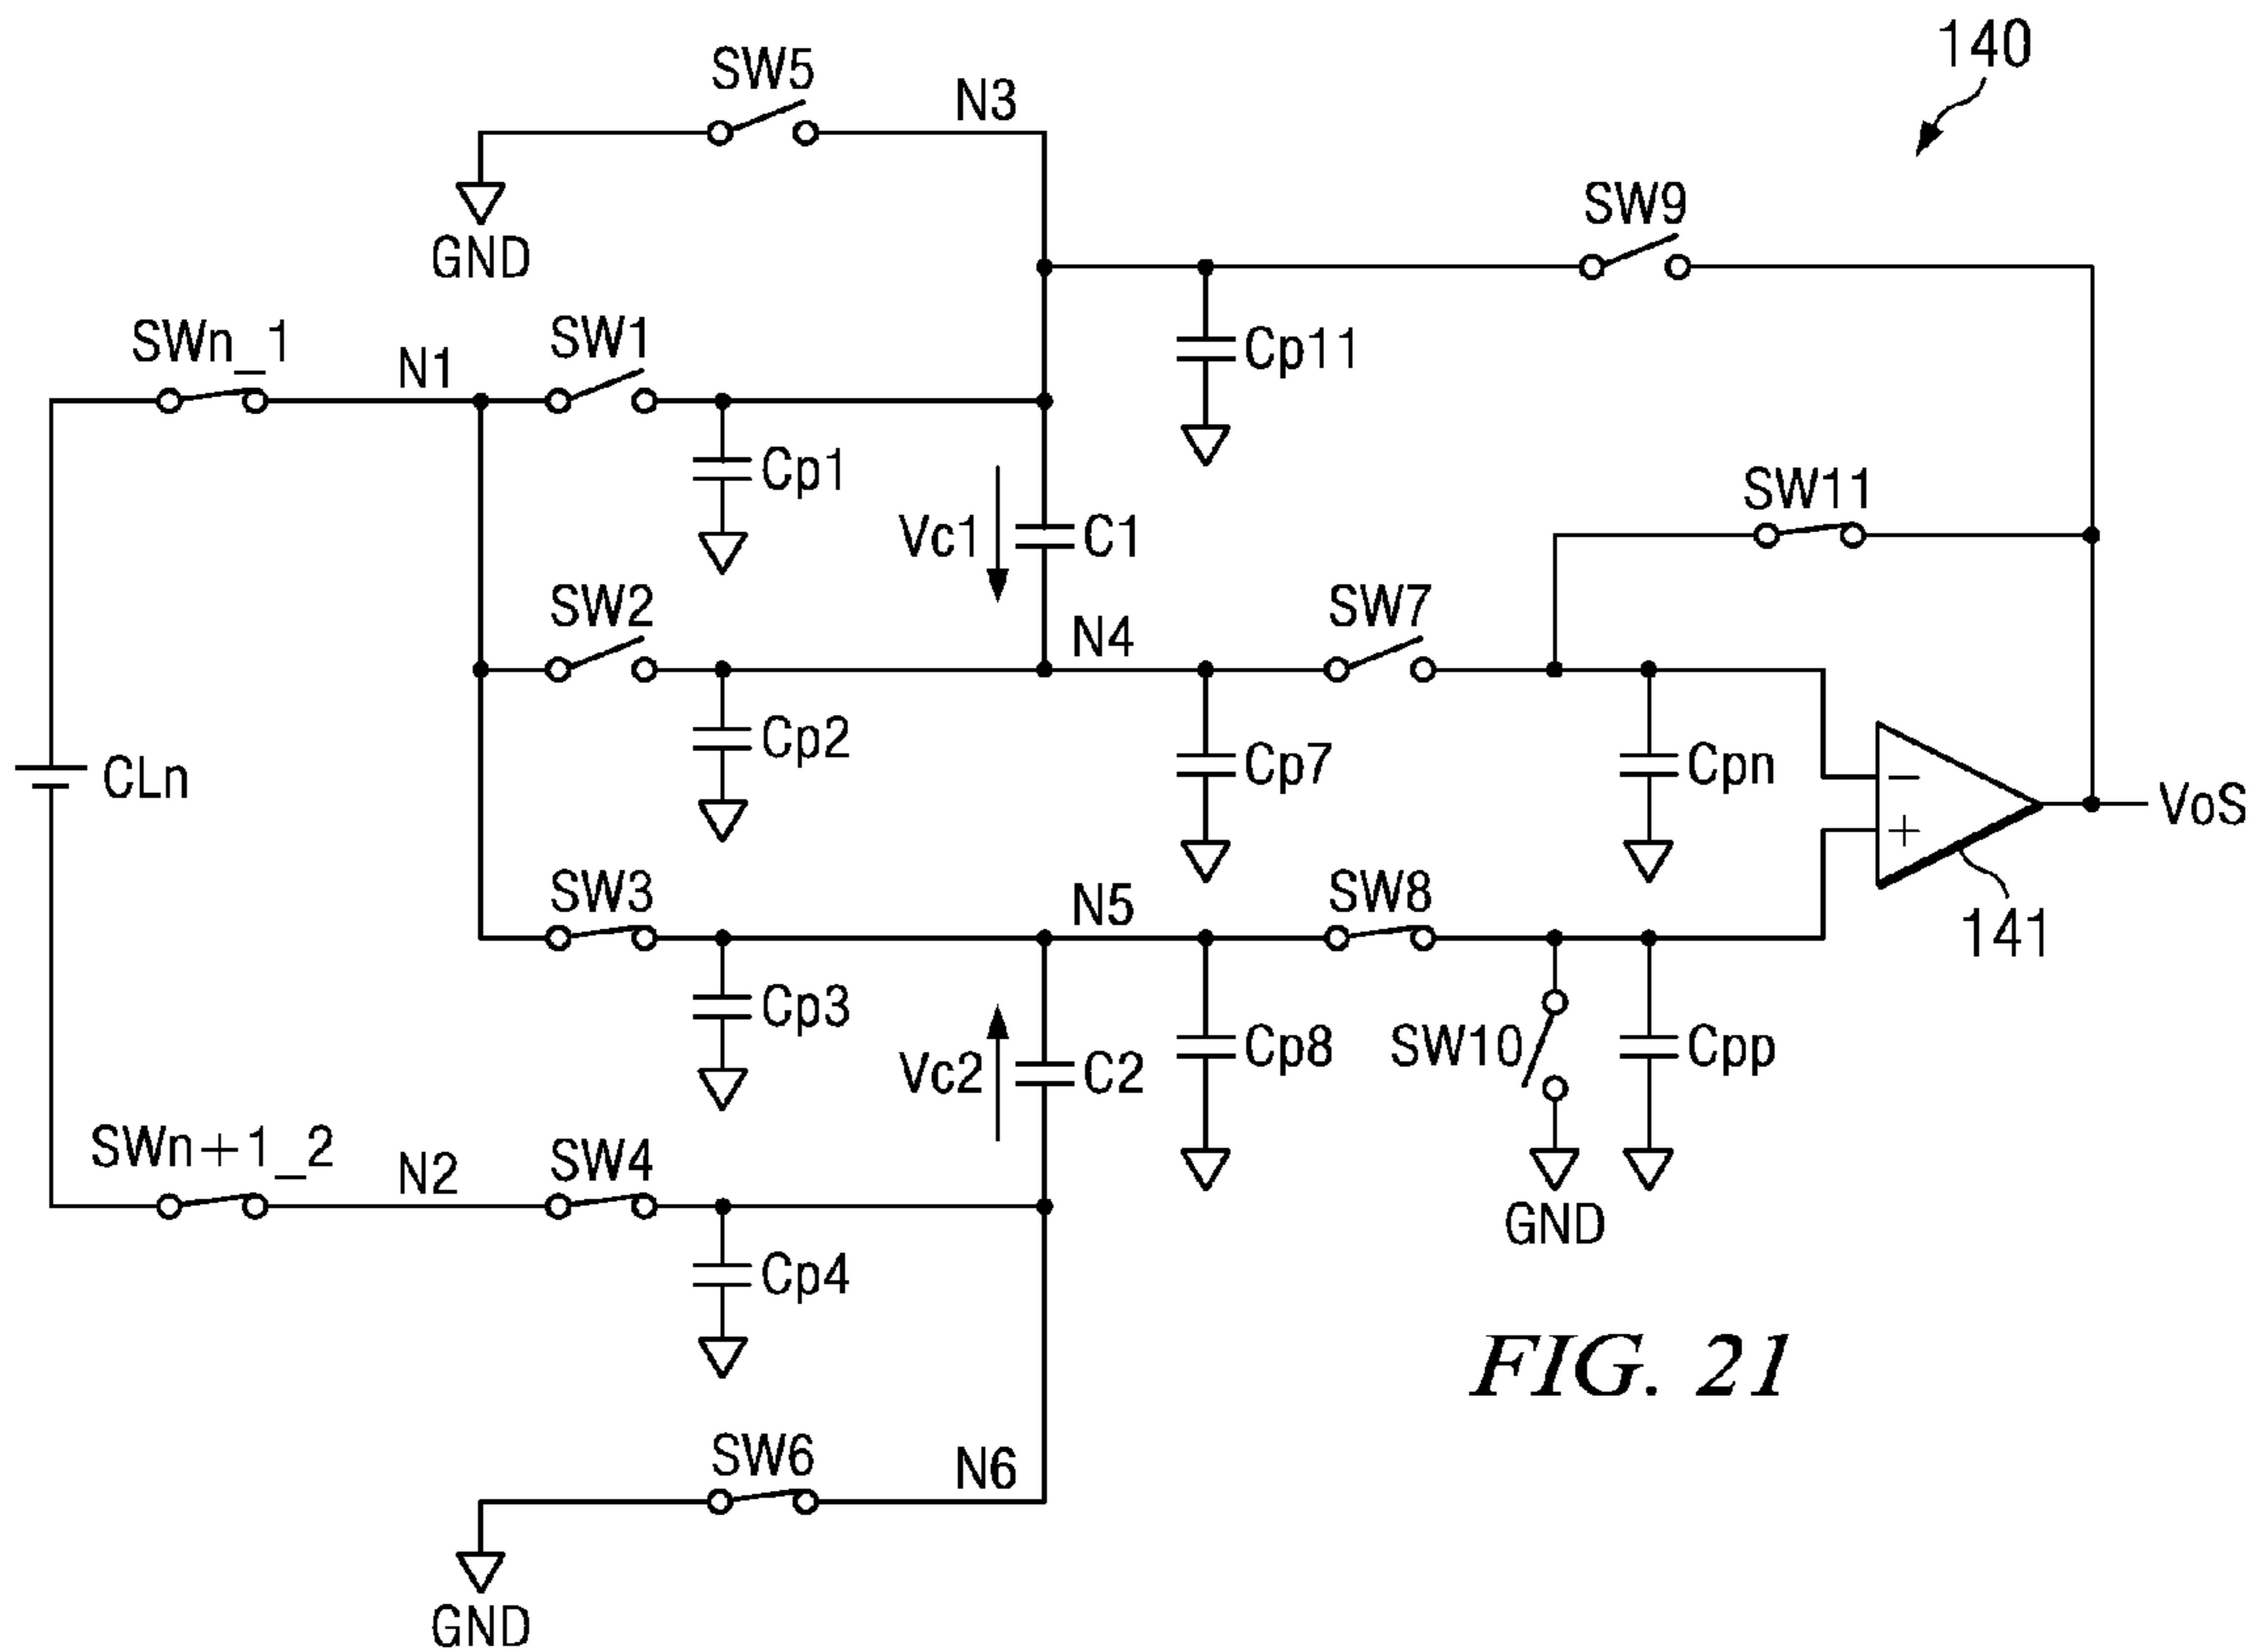 140
SW5
N3
GND
SW9
SWn_1
N1
SW1
Cp11
Cp1
SW11
Vc1
C1
SW2
N4
SW7
Cp2
Cp7
Cpn
CLn
−
VoS
+
SW3
N5
SW8
141
Cp3
Vc2
C2
Cp8
SW10
Cpp
SWn+1_2
N2
SW4
GND
Cp4
FIG. 21
SW6
N6
GND